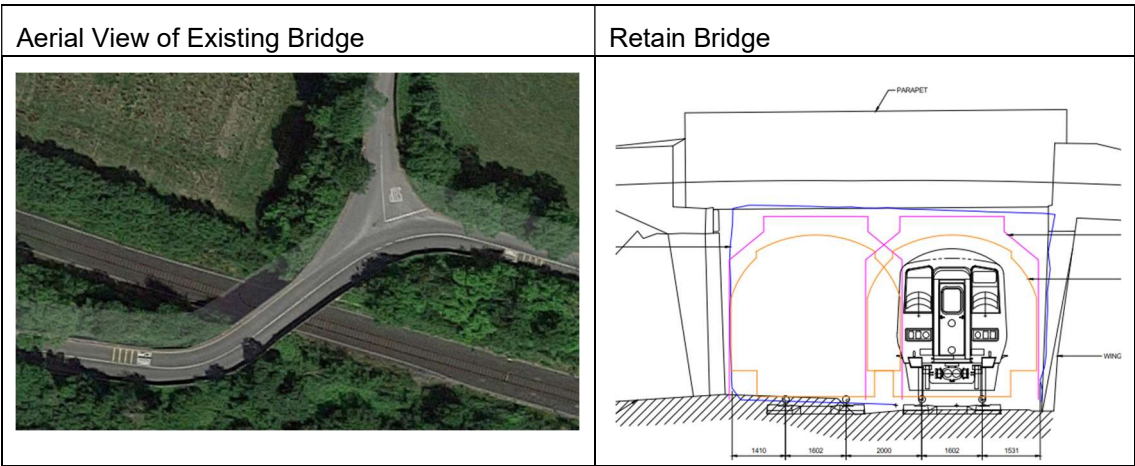 Aerial View of Existing Bridge
Retain Bridge
PARAPET
WING
1410
1602
2000
1602
1531